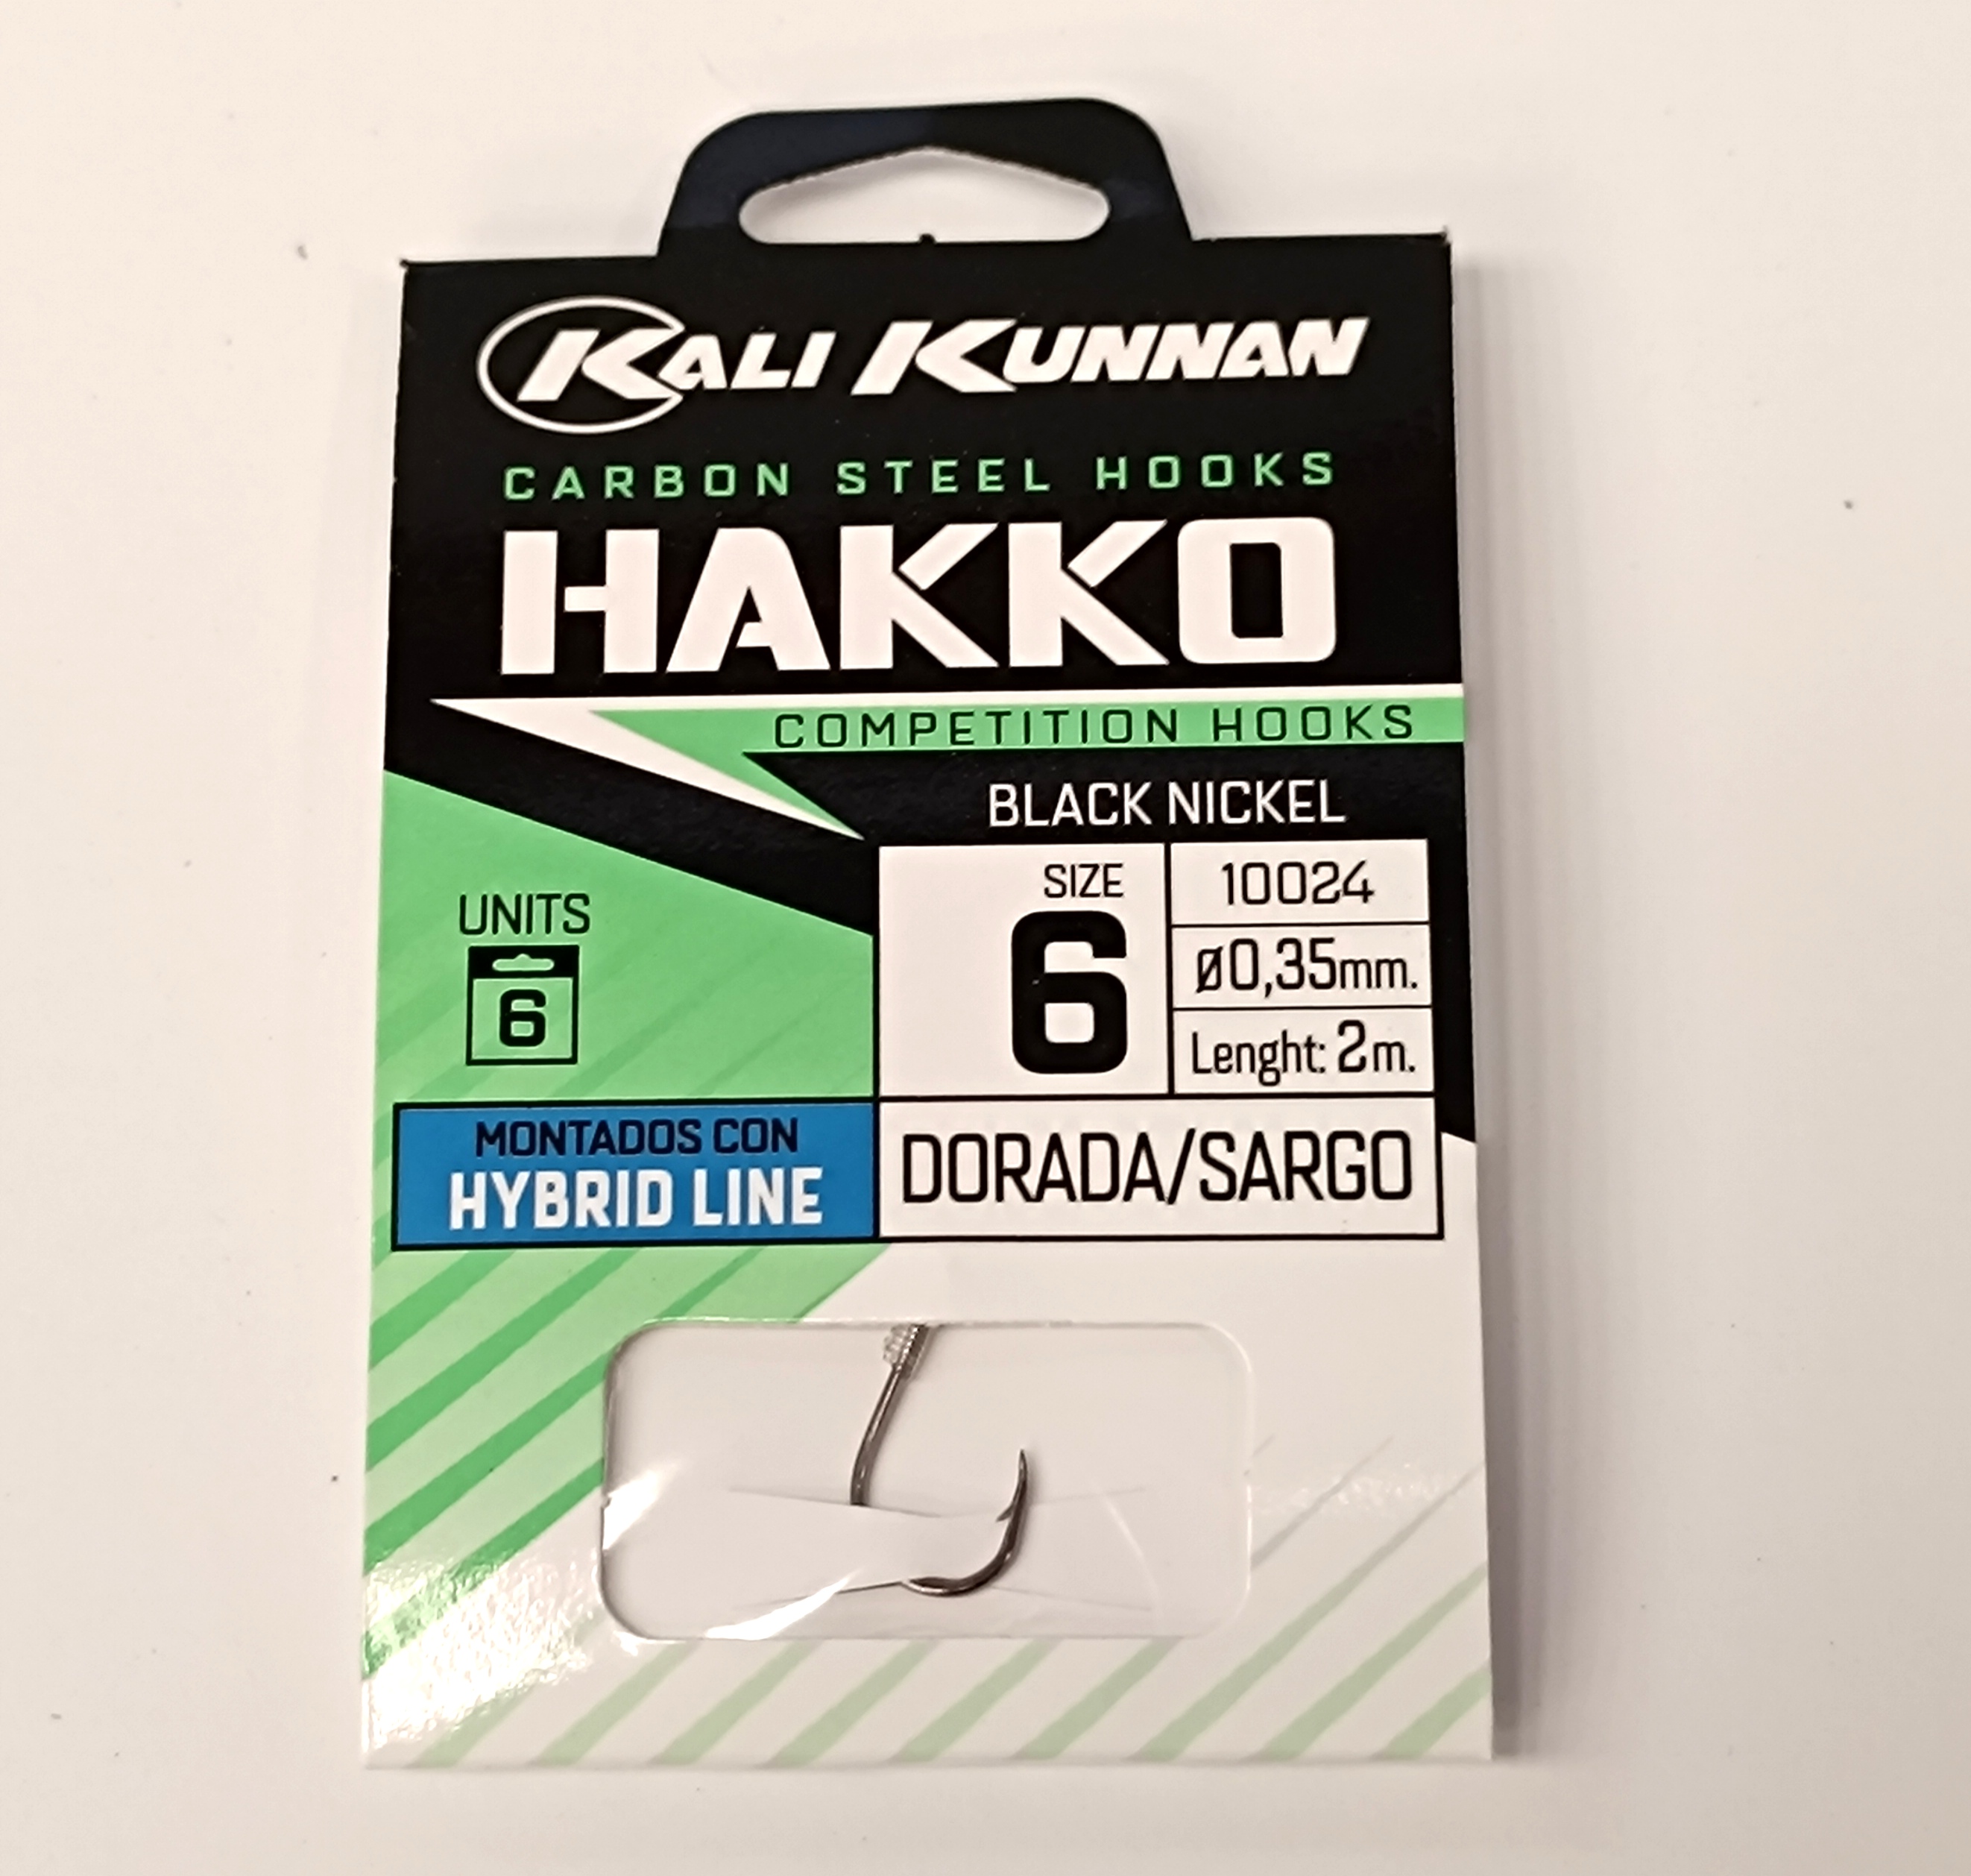 KALI KUNNAN
CARBON STEEL HOOKS
HAKKO
COMPETITION HOOKS
BLACK NICKEL
UNITS
6
SIZE
6
10024
Ø0,35mm.
Lenght: 2m.
MONTADOS CON
HYBRID LINE
DORADA/SARGO